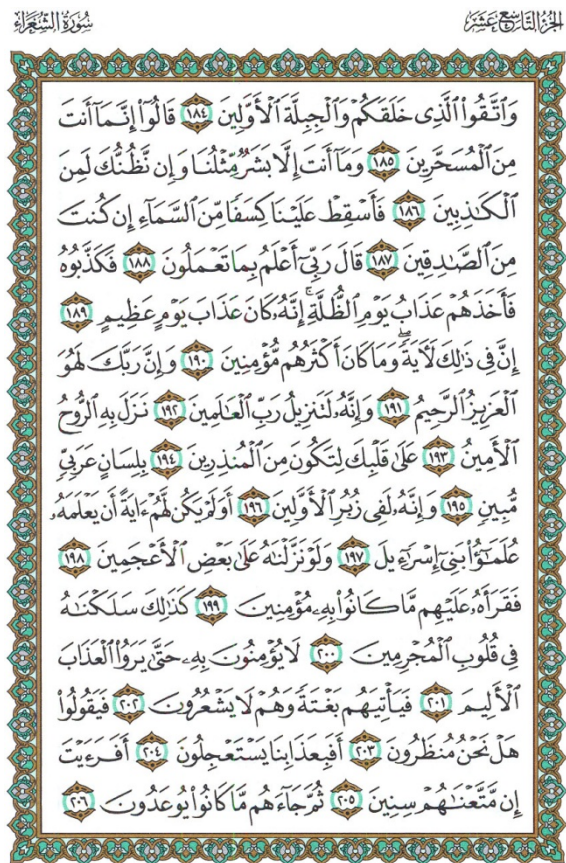 الجزء التاسع عشر
سورة الشعراء
وَٱتَّقُوا۟ ٱلَّذِى خَلَقَكُمْ وَٱلْجِبِلَّةَ ٱلْأَوَّلِينَ ١٨٤ قَالُوٓا۟ إِنَّمَآ أَنتَ
مِنَ ٱلْمُسَحَّرِينَ ١٨٥ وَمَآ أَنتَ إِلَّا بَشَرٌ مِّثْلُنَا وَإِن نَّظُنُّكَ لَمِنَ
ٱلْكَـٰذِبِينَ ١٨٦ فَأَسْقِطْ عَلَيْنَا كِسَفًا مِّنَ ٱلسَّمَآءِ إِن كُنتَ
مِنَ ٱلصَّـٰدِقِينَ ١٨٧ قَالَ رَبِّىٓ أَعْلَمُ بِمَا تَعْمَلُونَ ١٨٨ فَكَذَّبُوهُ
فَأَخَذَهُمْ عَذَابُ يَوْمِ ٱلظُّلَّةِ ۚ إِنَّهُۥ كَانَ عَذَابَ يَوْمٍ عَظِيمٍ ١٨٩
إِنَّ فِى ذَٰلِكَ لَـَٔايَةً ۖ وَمَا كَانَ أَكْثَرُهُم مُّؤْمِنِينَ ١٩٠ وَإِنَّ رَبَّكَ لَهُوَ
ٱلْعَزِيزُ ٱلرَّحِيمُ ١٩١ وَإِنَّهُۥ لَتَنزِيلُ رَبِّ ٱلْعَـٰلَمِينَ ١٩٢ نَزَلَ بِهِ ٱلرُّوحُ
ٱلْأَمِينُ ١٩٣ عَلَىٰ قَلْبِكَ لِتَكُونَ مِنَ ٱلْمُنذِرِينَ ١٩٤ بِلِسَانٍ عَرَبِىٍّ
مُّبِينٍ ١٩٥ وَإِنَّهُۥ لَفِى زُبُرِ ٱلْأَوَّلِينَ ١٩٦ أَوَلَمْ يَكُن لَّهُمْ ءَايَةً أَن يَعْلَمَهُۥ
عُلَمَـٰٓؤُا۟ بَنِىٓ إِسْرَٰٓءِيلَ ١٩٧ وَلَوْ نَزَّلْنَـٰهُ عَلَىٰ بَعْضِ ٱلْأَعْجَمِينَ ١٩٨
فَقَرَأَهُۥ عَلَيْهِم مَّا كَانُوا۟ بِهِۦ مُؤْمِنِينَ ١٩٩ كَذَٰلِكَ سَلَكْنَـٰهُ
فِى قُلُوبِ ٱلْمُجْرِمِينَ ٢٠٠ لَا يُؤْمِنُونَ بِهِۦ حَتَّىٰ يَرَوُا۟ ٱلْعَذَابَ
ٱلْأَلِيمَ ٢٠١ فَيَأْتِيَهُم بَغْتَةً وَهُمْ لَا يَشْعُرُونَ ٢٠٢ فَيَقُولُوا۟
هَلْ نَحْنُ مُنظَرُونَ ٢٠٣ أَفَبِعَذَابِنَا يَسْتَعْجِلُونَ ٢٠٤ أَفَرَءَيْتَ
إِن مَّتَّعْنَـٰهُمْ سِنِينَ ٢٠٥ ثُمَّ جَآءَهُم مَّا كَانُوا۟ يُوعَدُونَ ٢٠٦